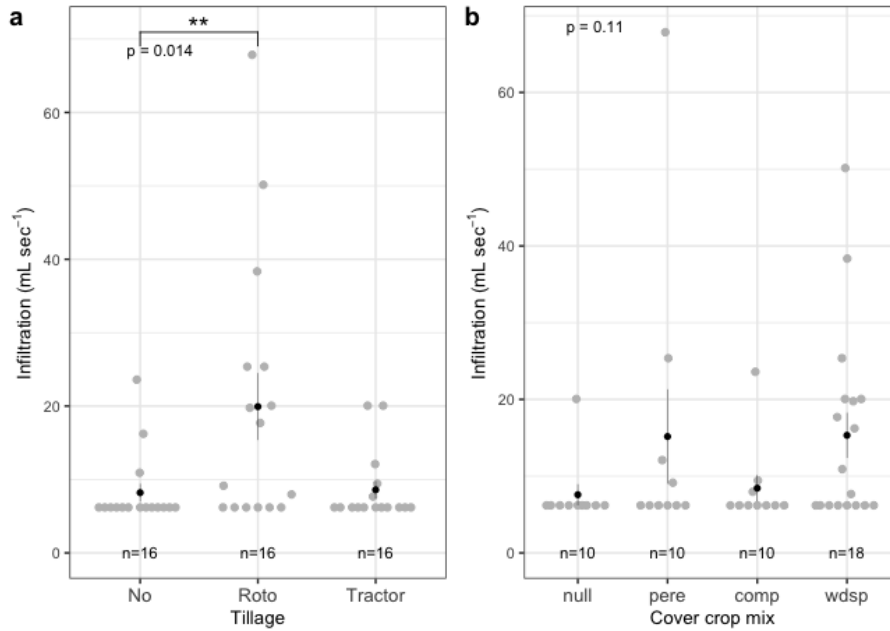 a
**
p = 0.014
60
40
20
0
Infiltration (mL sec⁻¹)
n=16
n=16
n=16
No
Roto
Tractor
Tillage
b
p = 0.11
60
40
20
0
Infiltration (mL sec⁻¹)
n=10
n=10
n=10
n=18
null
pere
comp
wdsp
Cover crop mix